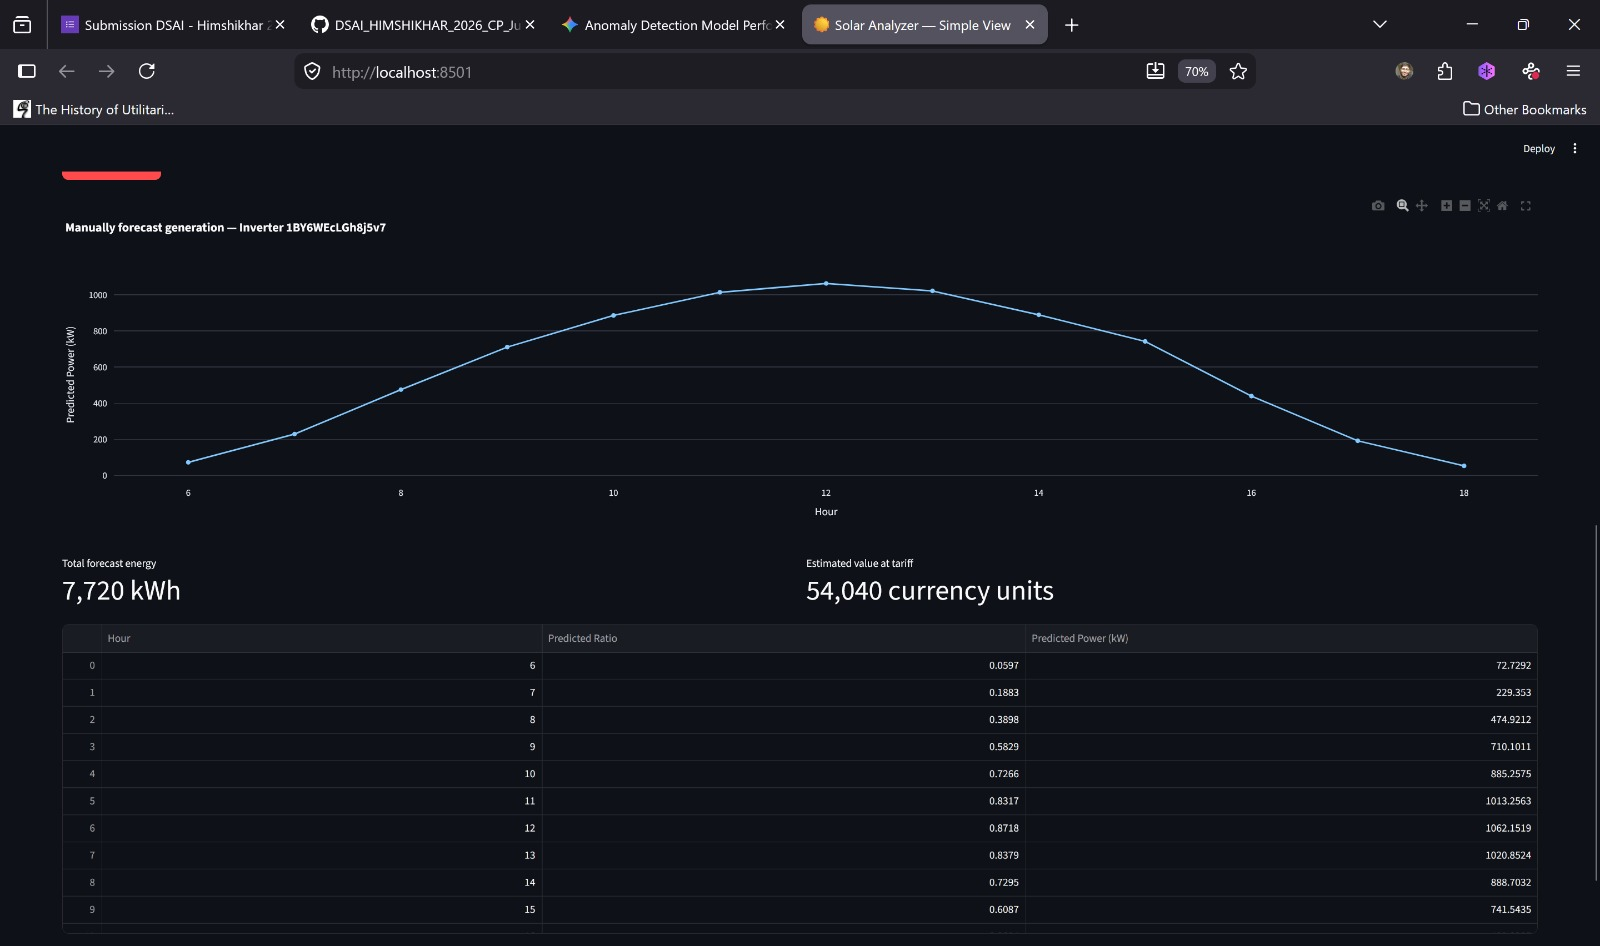 Submission DSAI - Himshikhar 2
DSAI_HIMSHIKHAR_2026_CP_Ju
Anomaly Detection Model Perfo
Solar Analyzer — Simple View
http://localhost:8501
70%
The History of Utilitari...
Other Bookmarks
Deploy
Manually forecast generation — Inverter 1BY6WEcLGh8j5v7
Predicted Power (kW)
1000
800
600
400
200
0
6 8 10 12 14 16 18
Hour
Total forecast energy
7,720 kWh
Estimated value at tariff
54,040 currency units
Hour Predicted Ratio Predicted Power (kW)
0 6 0.0597 72.7292
1 7 0.1883 229.353
2 8 0.3898 474.9212
3 9 0.5829 710.1011
4 10 0.7266 885.2575
5 11 0.8317 1013.2563
6 12 0.8718 1062.1519
7 13 0.8379 1020.8524
8 14 0.7295 888.7032
9 15 0.6087 741.5435